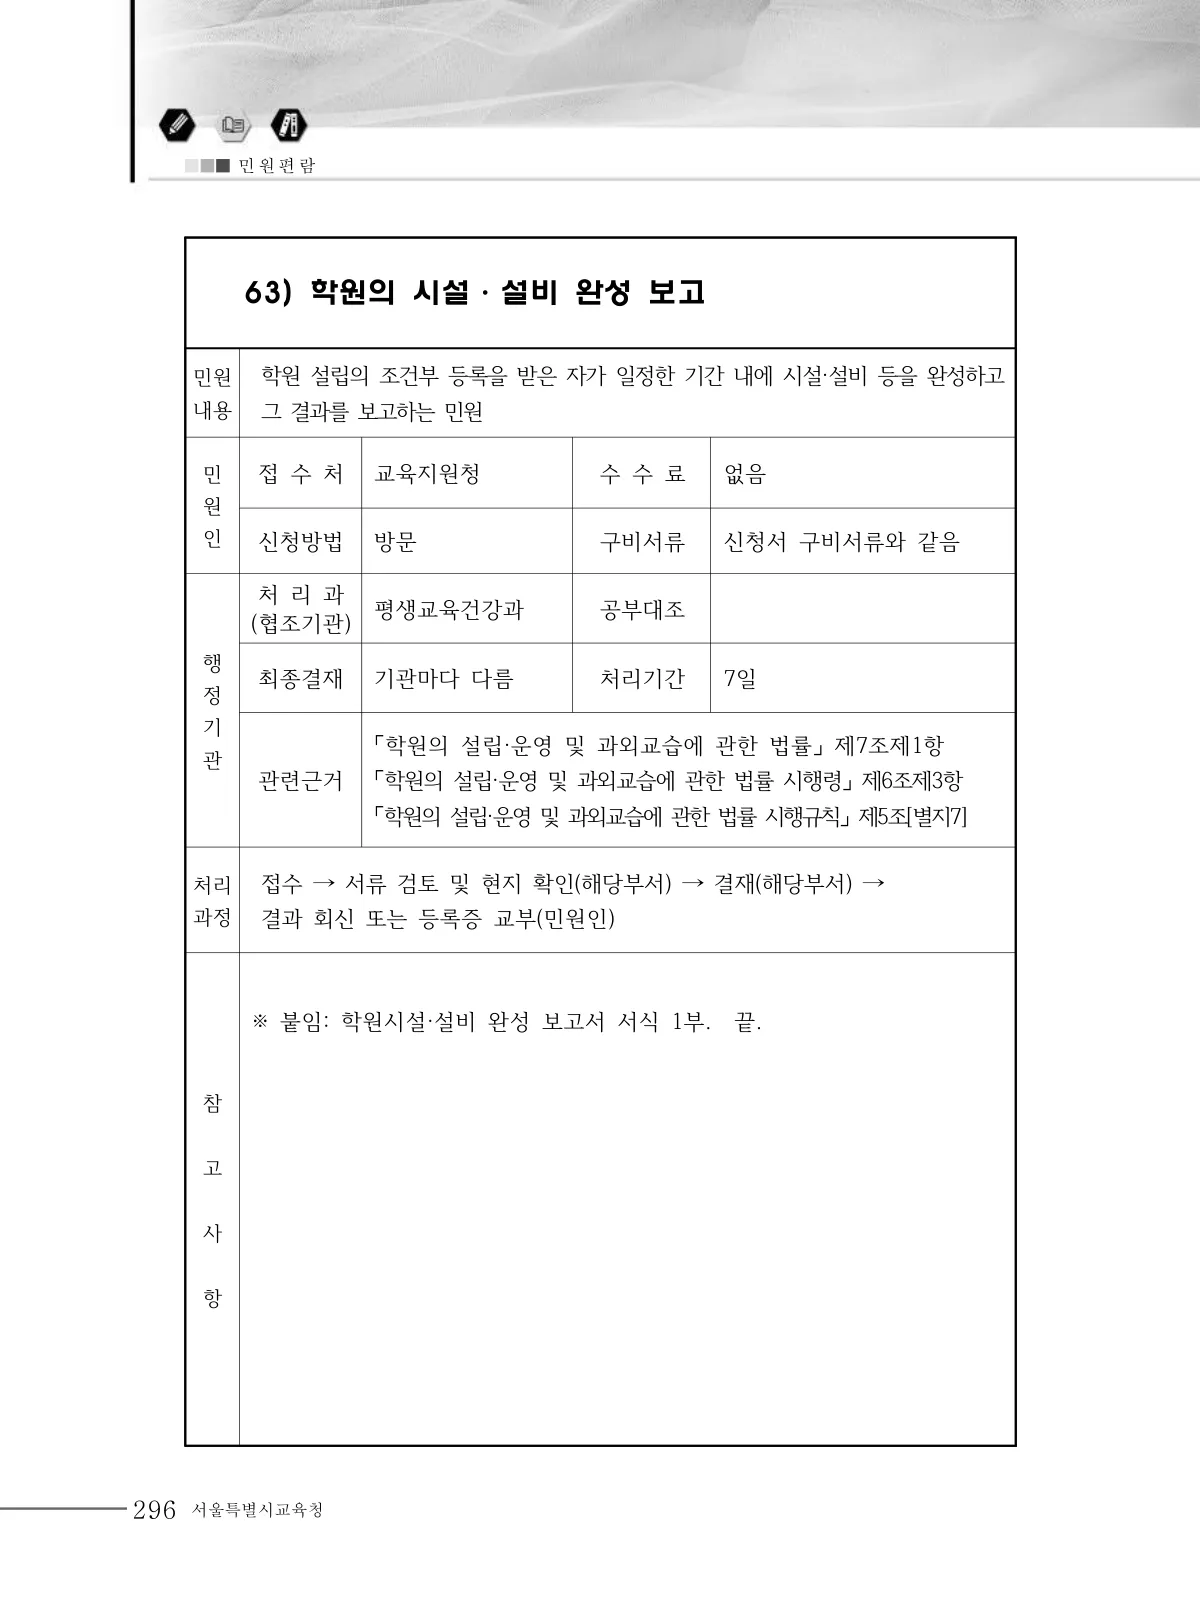 민원편람
63) 학원의 시설·설비 완성 보고
민원
내용
학원 설립의 조건부 등록을 받은 자가 일정한 기간 내에 시설·설비 등을 완성하고
그 결과를 보고하는 민원
민
원
인
접 수 처
교육지원청
수 수 료
없음
신청방법
방문
구비서류
신청서 구비서류와 같음
행
정
기
관
처 리 과
(협조기관)
평생교육건강과
공부대조
최종결재
기관마다 다름
처리기간
7일
관련근거
「학원의 설립·운영 및 과외교습에 관한 법률」 제7조제1항
「학원의 설립·운영 및 과외교습에 관한 법률 시행령」 제6조제3항
「학원의 설립·운영 및 과외교습에 관한 법률 시행규칙」 제5조[별지7]
처리
과정
접수 → 서류 검토 및 현지 확인(해당부서) → 결재(해당부서) →
결과 회신 또는 등록증 교부(민원인)
참
고
사
항
※ 붙임: 학원시설·설비 완성 보고서 서식 1부. 끝.
296 서울특별시교육청